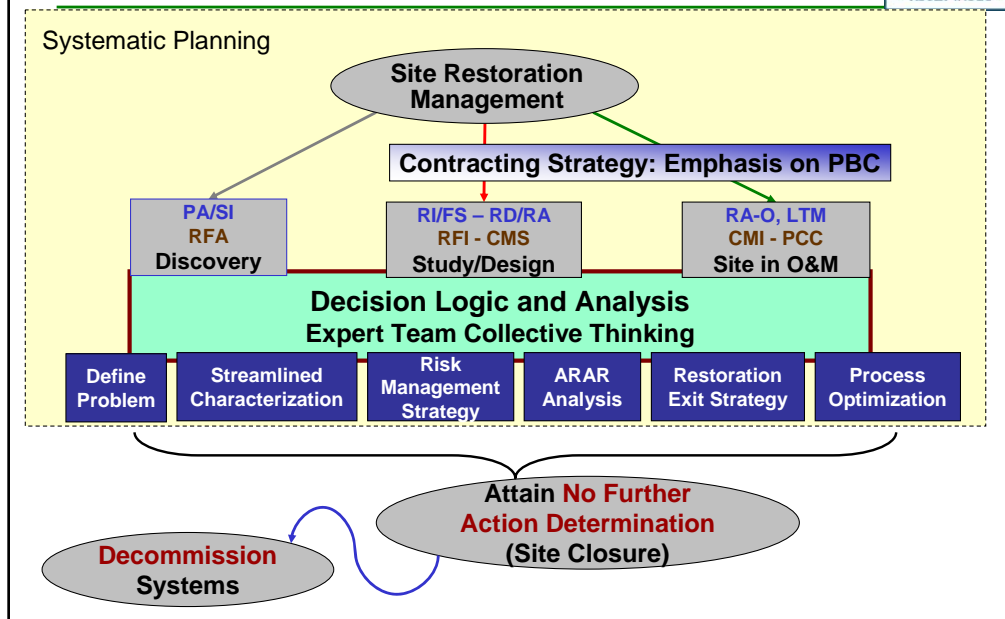 Systematic Planning
Site Restoration
Management
Contracting Strategy: Emphasis on PBC
PA/SI
RFA
Discovery
RI/FS – RD/RA
RFI - CMS
Study/Design
RA-O, LTM
CMI - PCC
Site in O&M
Decision Logic and Analysis
Expert Team Collective Thinking
Define
Problem
Streamlined
Characterization
Risk
Management
Strategy
ARAR
Analysis
Restoration
Exit Strategy
Process
Optimization
Attain No Further
Action Determination
(Site Closure)
Decommission
Systems